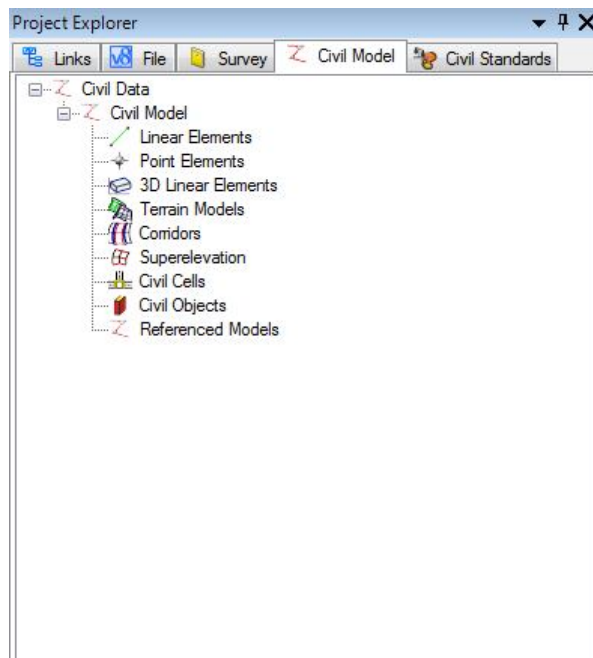 Project Explorer
Links File Survey Civil Model Civil Standards
Civil Data
Civil Model
Linear Elements
Point Elements
3D Linear Elements
Terrain Models
Corridors
Superelevation
Civil Cells
Civil Objects
Referenced Models